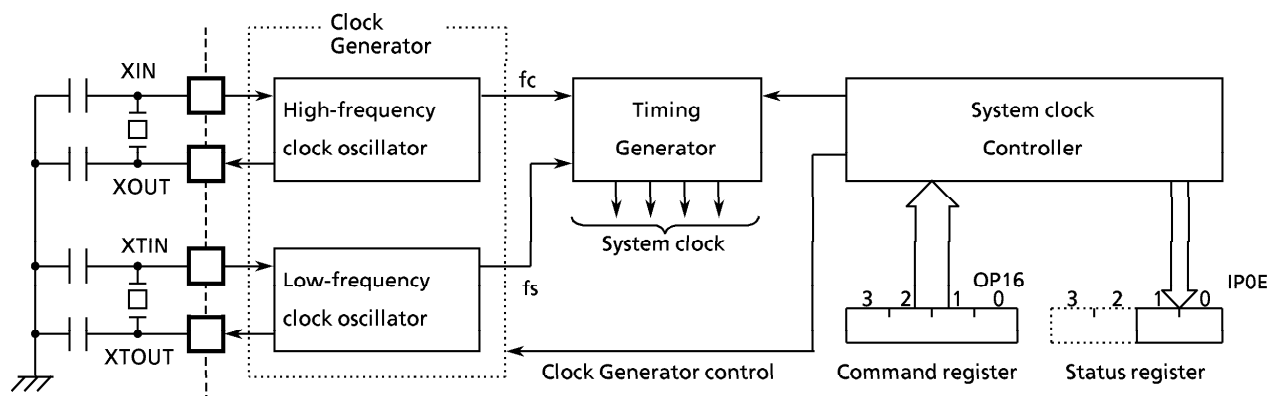 Clock
Generator
XIN
High-frequency
clock oscillator
XOUT
fc
Timing
Generator
System clock
System clock
Controller
XTIN
Low-frequency
clock oscillator
XTOUT
fs
Clock Generator control
OP16
3 2 1 0
Command register
IP0E
3 2 1 0
Status register